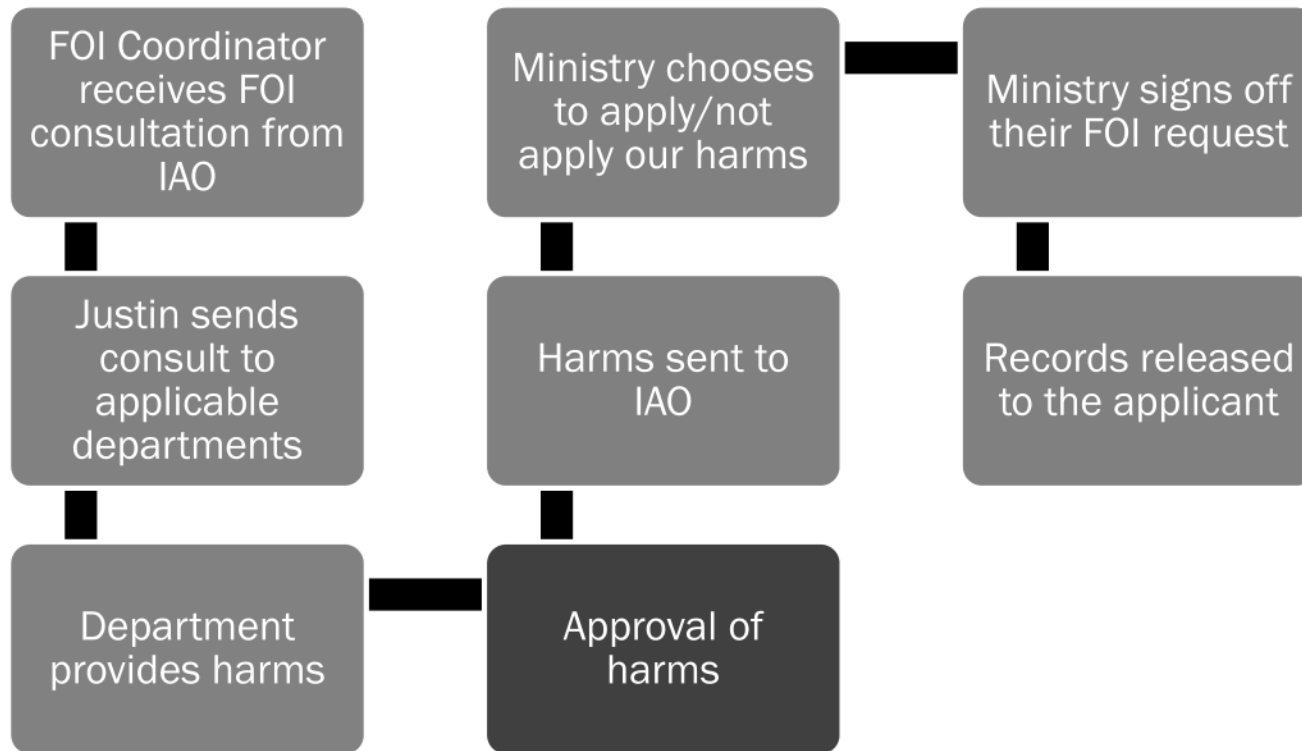 FOI Coordinator
receives FOI
consultation from
IAO
Justin sends
consult to
applicable
departments
Department
provides harms
Approval of
harms
Harms sent to
IAO
Ministry chooses
to apply/not
apply our harms
Ministry signs off
their FOI request
Records released
to the applicant